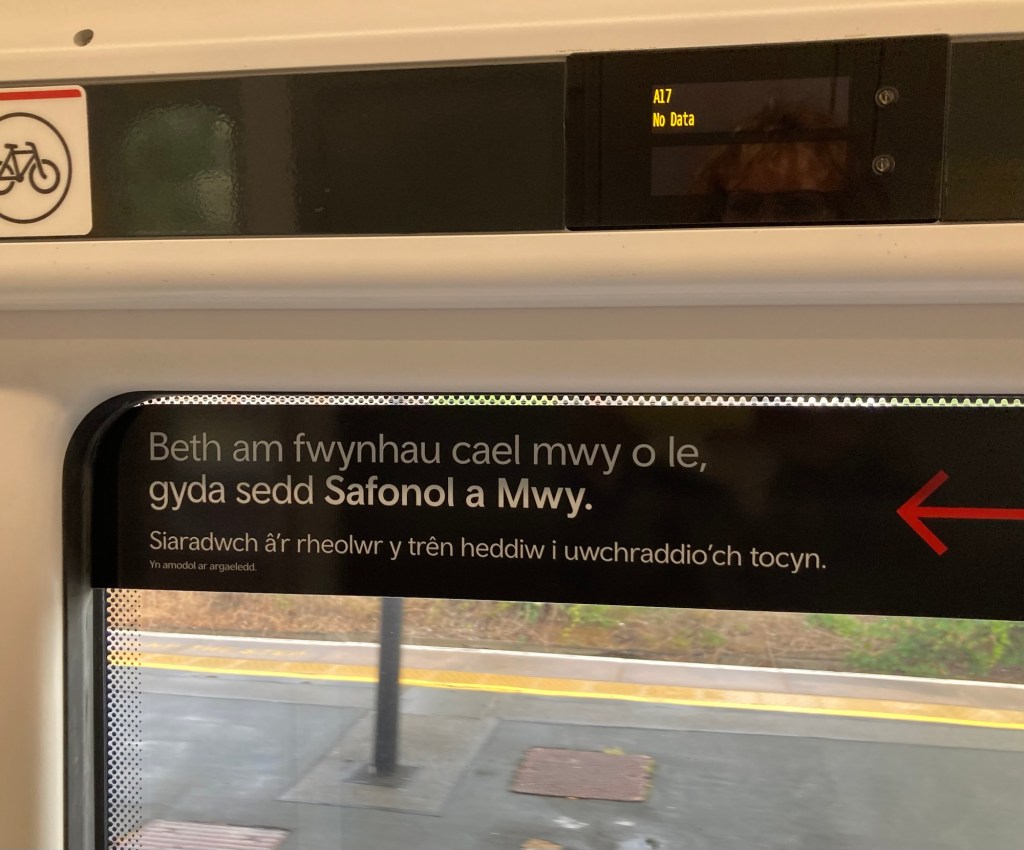 A17
No Data
Beth am fwynhau cael mwy o le,
gyda sedd Safonol a Mwy.
Siaradwch â'r rheolwr y trên heddiw i uwchraddio'ch tocyn.
Yn amodol ar argaeledd.